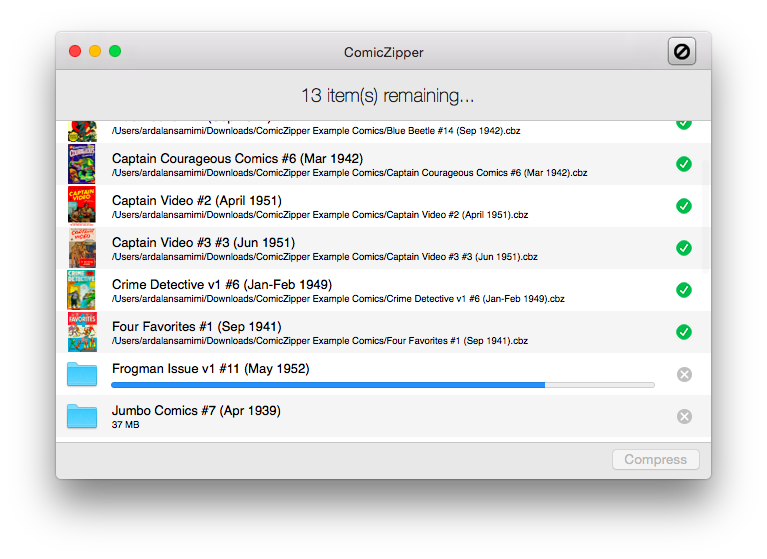 ComicZipper
13 item(s) remaining...
/Users/ardalansamimi/Downloads/ComicZipper Example Comics/Blue Beetle #14 (Sep 1942).cbz
Captain Courageous Comics #6 (Mar 1942)
/Users/ardalansamimi/Downloads/ComicZipper Example Comics/Captain Courageous Comics #6 (Mar 1942).cbz
Captain Video #2 (April 1951)
/Users/ardalansamimi/Downloads/ComicZipper Example Comics/Captain Video #2 (April 1951).cbz
Captain Video #3 #3 (Jun 1951)
/Users/ardalansamimi/Downloads/ComicZipper Example Comics/Captain Video #3 #3 (Jun 1951).cbz
Crime Detective v1 #6 (Jan-Feb 1949)
/Users/ardalansamimi/Downloads/ComicZipper Example Comics/Crime Detective v1 #6 (Jan-Feb 1949).cbz
Four Favorites #1 (Sep 1941)
/Users/ardalansamimi/Downloads/ComicZipper Example Comics/Four Favorites #1 (Sep 1941).cbz
Frogman Issue v1 #11 (May 1952)
Jumbo Comics #7 (Apr 1939)
37 MB
Compress